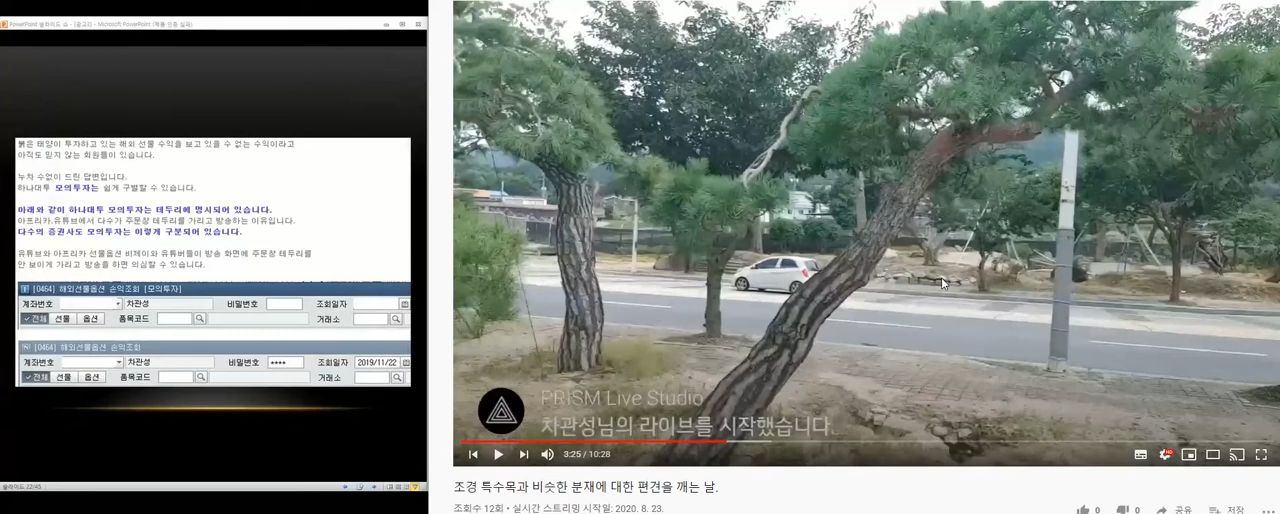 PowerPoint 슬라이드 쇼 - [광고2] - Microsoft PowerPoint (제품 인증 실패)
붉은 태양이 투자하고 있는 해외 선물 수익을 보고 있을 수 없는 수익이라고
아직도 믿지 않는 회원들이 있습니다.
누차 수없이 드린 답변입니다.
하나대투 모의투자는 쉽게 구별할 수 있습니다.
아래와 같이 하나대투 모의투자는 테두리에 명시되어 있습니다.
아프리카.유튜브에서 다수가 주문창 테두리를 가리고 방송하는 이유입니다.
다수의 증권사도 모의투자는 이렇게 구분되어 있습니다.
유튜브와 아프리카 선물옵션 비제이와 유튜버들이 방송 화면에 주문창 테두리를
안 보이게 가리고 방송를 하면 의심할 수 있습니다.
[0464] 해외선물옵션 손익조회 [모의투자]
계좌번호 차관성 비밀번호 조회일자
전체 선물 옵션 품목코드 거래소
[0464] 해외선물옵션 손익조회
계좌번호 차관성 비밀번호 **** 조회일자 2019/11/22
전체 선물 옵션 품목코드 거래소
슬라이드 22/45
PRISM Live Studio
차관성님의 라이브를 시작했습니다.
3:25 / 10:28
HD
조경 특수목과 비슷한 분재에 대한 편견을 깨는 날.
조회수 12회 • 실시간 스트리밍 시작일: 2020. 8. 23.
0 0 공유 저장